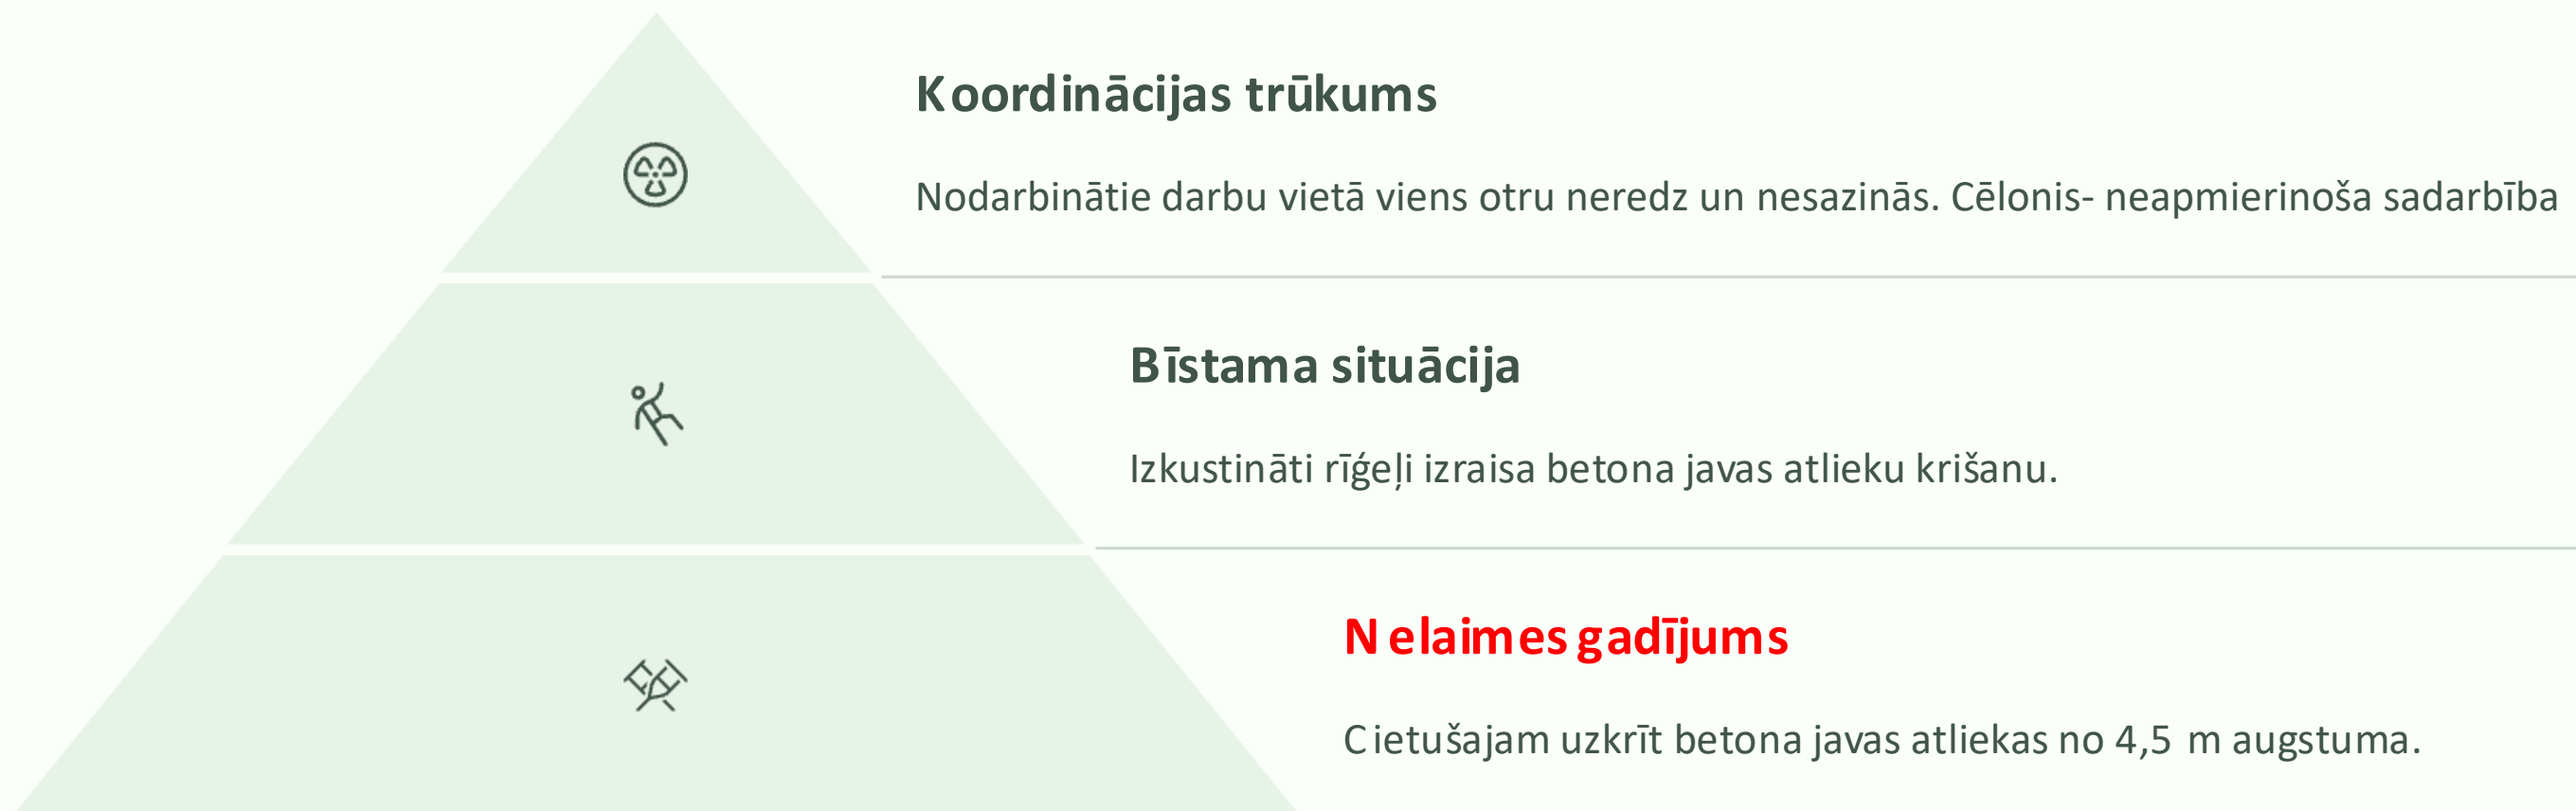 Koordinācijas trūkums
Nodarbinātie darbu vietā viens otru neredz un nesazinās. Cēlonis- neapmierinoša sadarbība
Bīstama situācija
Izkustināti rīģeļi izraisa betona javas atlieku krišanu.
Nelaimes gadījums
Cietušajam uzkrīt betona javas atliekas no 4,5 m augstuma.